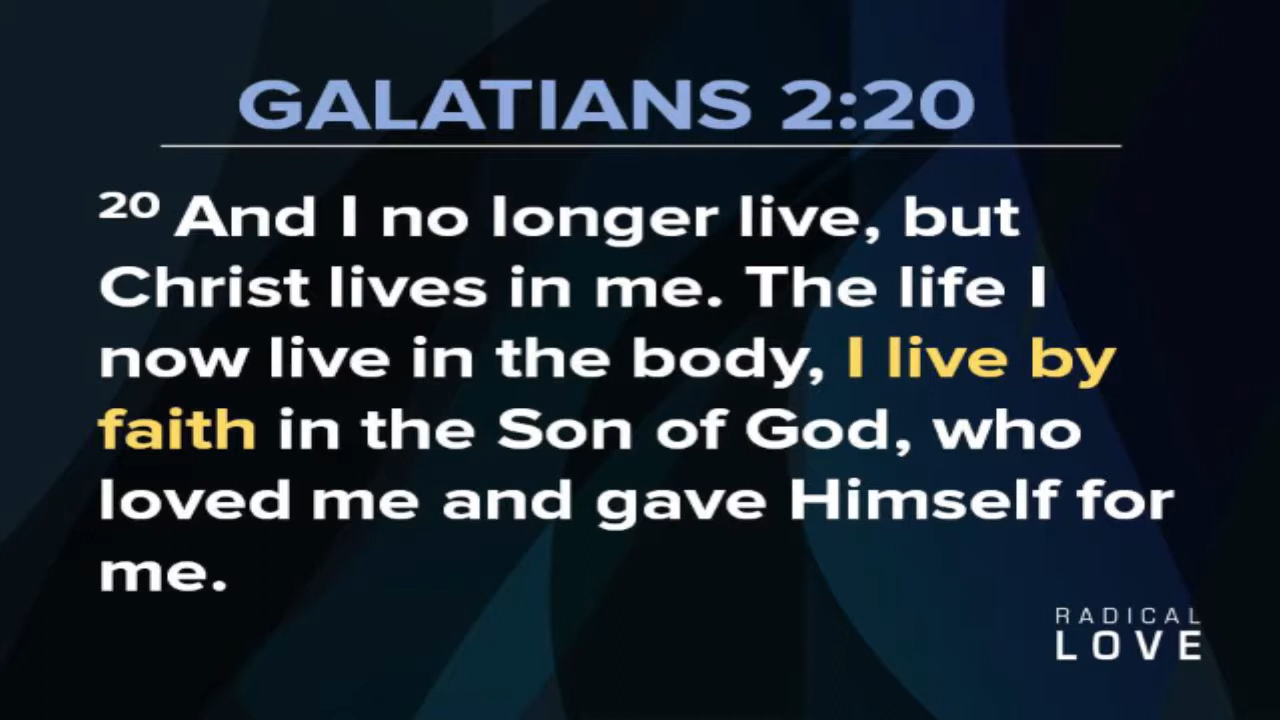 GALATIANS 2:20
20 And I no longer live, but
Christ lives in me. The life I
now live in the body, I live by
faith in the Son of God, who
loved me and gave Himself for
me.
RADICAL
LOVE